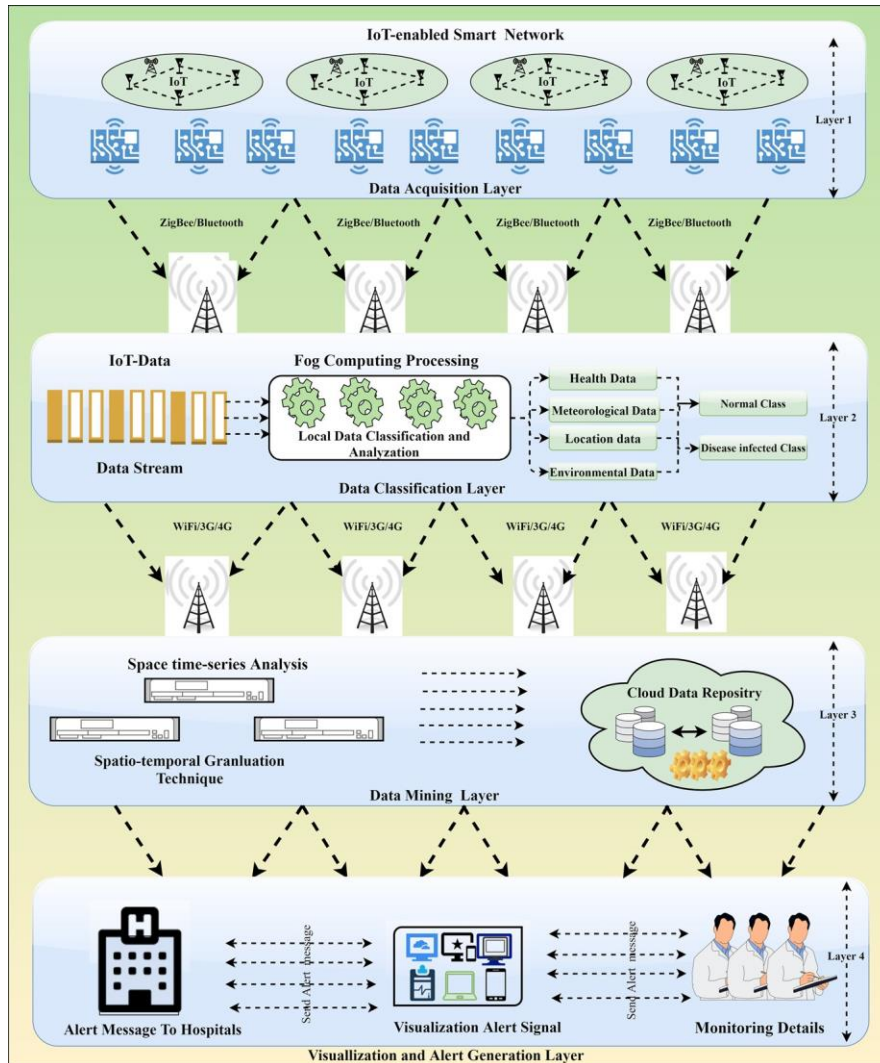 IoT-enabled Smart Network
IoT
IoT
IoT
IoT
Layer 1
Data Acquisition Layer
ZigBee/Bluetooth
ZigBee/Bluetooth
ZigBee/Bluetooth
ZigBee/Bluetooth
IoT-Data
Data Stream
Fog Computing Processing
Local Data Classification and
Analyzation
Health Data
Meteorological Data
Location data
Environmental Data
Normal Class
Disease infected Class
Layer 2
Data Classification Layer
WiFi/3G/4G
WiFi/3G/4G
WiFi/3G/4G
WiFi/3G/4G
Space time-series Analysis
Spatio-temporal Granluation
Technique
Cloud Data Repositry
Layer 3
Data Mining Layer
H
Alert Message To Hospitals
Send Alert message
Visualization Alert Signal
Send Alert message
Monitoring Details
Layer 4
Visuallization and Alert Generation Layer